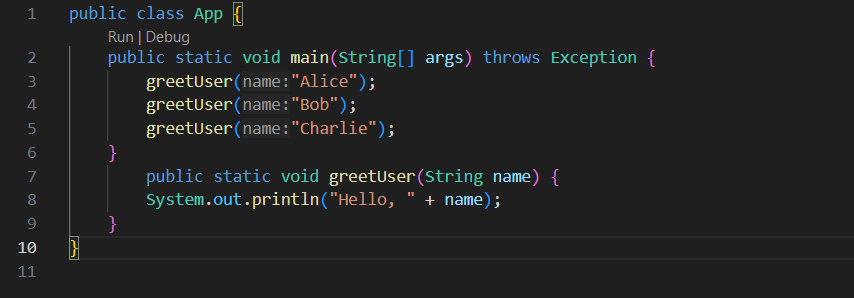 1 public class App {
Run | Debug
2 public static void main(String[] args) throws Exception {
3 greetUser(name:"Alice");
4 greetUser(name:"Bob");
5 greetUser(name:"Charlie");
6 }
7 public static void greetUser(String name) {
8 System.out.println("Hello, " + name);
9 }
10 }
11